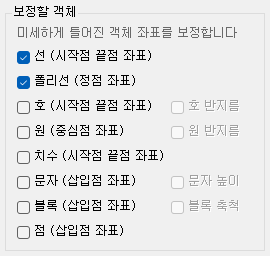 보정할 객체
미세하게 틀어진 객체 좌표를 보정합니다
선 (시작점 끝점 좌표)
폴리선 (정점 좌표)
호 (시작점 끝점 좌표) 호 반지름
원 (중심점 좌표) 원 반지름
치수 (시작점 끝점 좌표)
문자 (삽입점 좌표) 문자 높이
블록 (삽입점 좌표) 블록 축척
점 (삽입점 좌표)